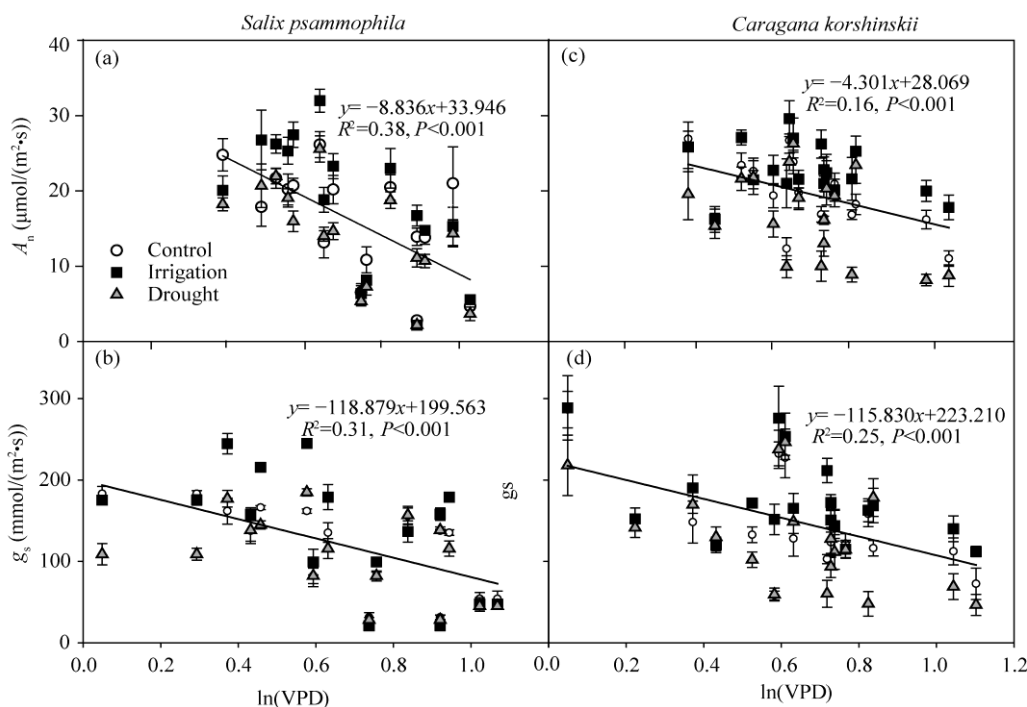 Salix psammophila
Caragana korshinskii
(a)
y= −8.836x+33.946
R²=0.38, P<0.001
Control
Irrigation
Drought
40
30
20
10
0
Aₙ (μmol/(m²•s))
(c)
y= −4.301x+28.069
R²=0.16, P<0.001
(b)
y= −118.879x+199.563
R²=0.31, P<0.001
300
200
100
0
gₛ (mmol/(m²•s))
0.0 0.2 0.4 0.6 0.8 1.0
ln(VPD)
(d)
y= −115.830x+223.210
R²=0.25, P<0.001
gs
0.0 0.2 0.4 0.6 0.8 1.0 1.2
ln(VPD)